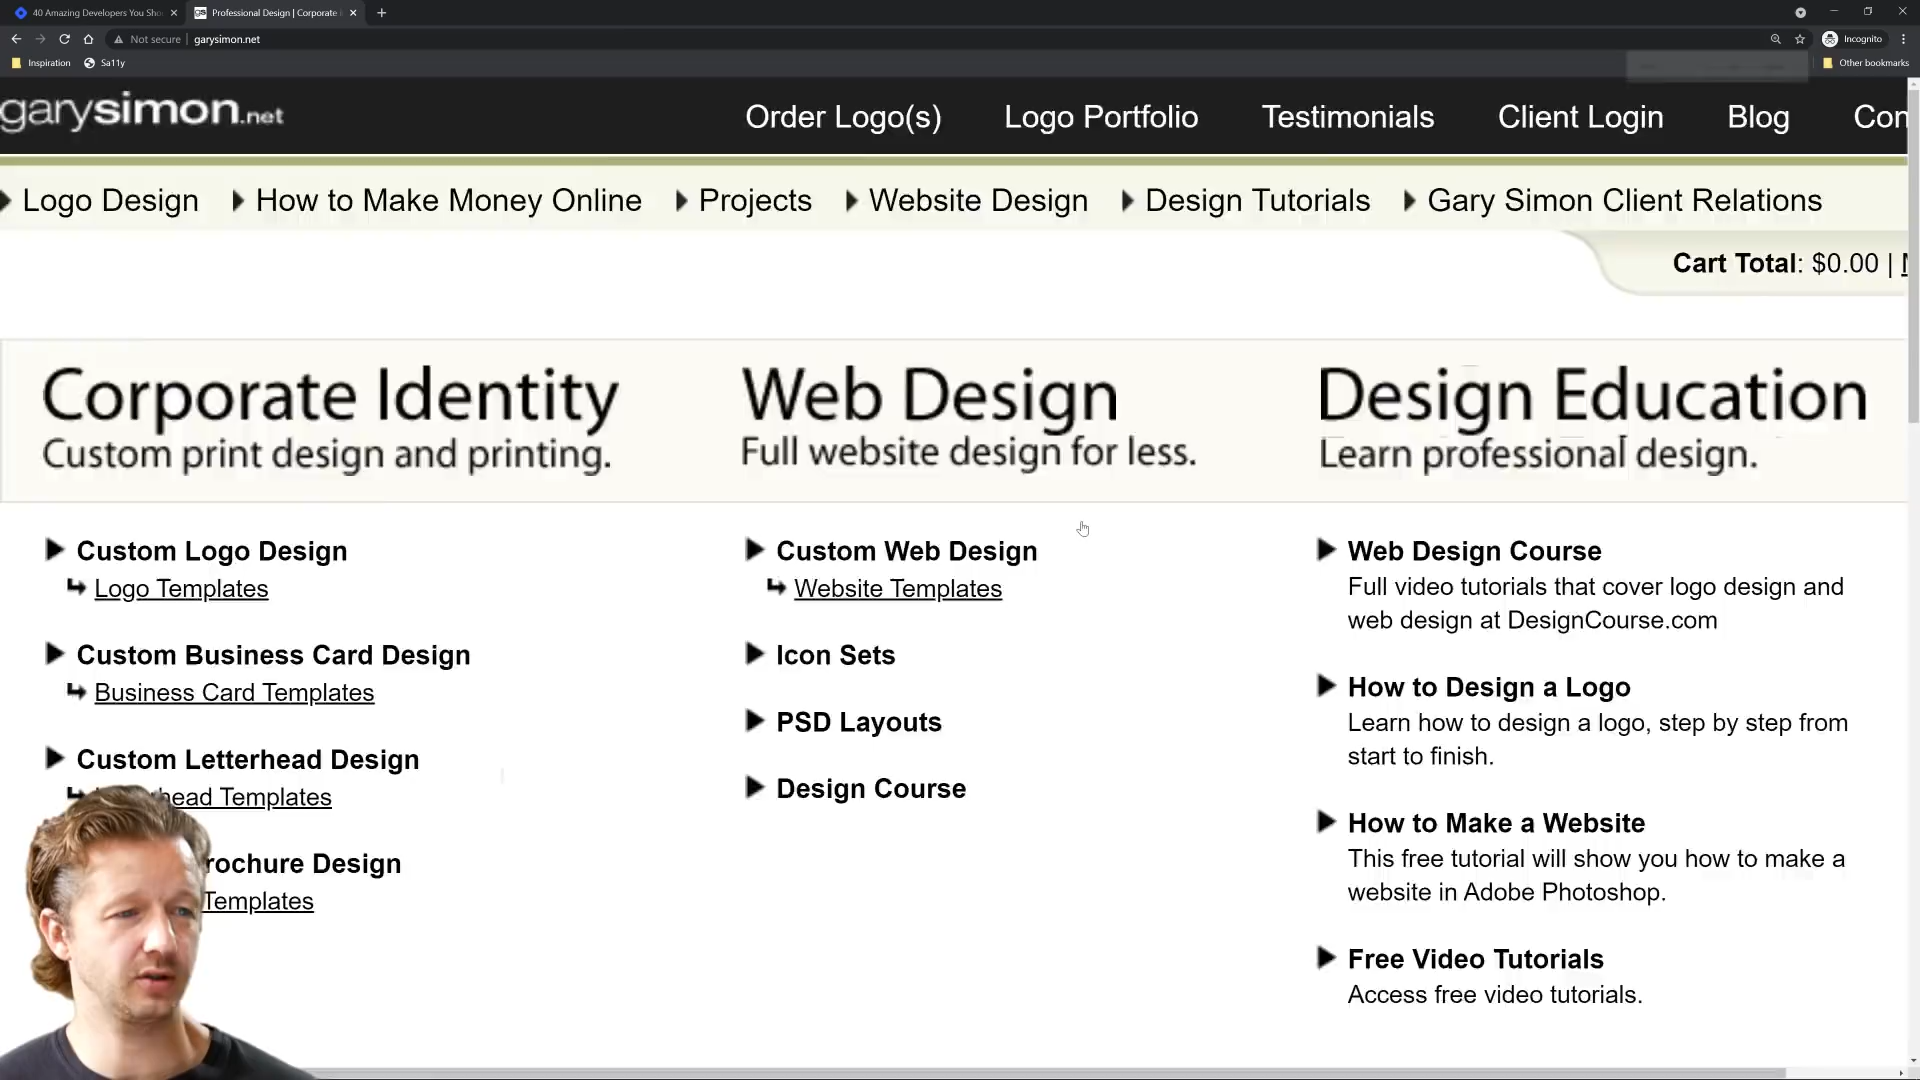 40 Amazing Developers You Sho
Professional Design | Corporate
Not secure
garysimon.net
Incognito
Inspiration
Sa11y
Other bookmarks
garysimon.net
Order Logo(s)
Logo Portfolio
Testimonials
Client Login
Blog
Con
Logo Design
How to Make Money Online
Projects
Website Design
Design Tutorials
Gary Simon Client Relations
Cart Total: $0.00 |
Corporate Identity
Custom print design and printing.
Web Design
Full website design for less.
Design Education
Learn professional design.
Custom Logo Design
Logo Templates
Custom Business Card Design
Business Card Templates
Custom Letterhead Design
head Templates
rochure Design
Templates
Custom Web Design
Website Templates
Icon Sets
PSD Layouts
Design Course
Web Design Course
Full video tutorials that cover logo design and
web design at DesignCourse.com
How to Design a Logo
Learn how to design a logo, step by step from
start to finish.
How to Make a Website
This free tutorial will show you how to make a
website in Adobe Photoshop.
Free Video Tutorials
Access free video tutorials.